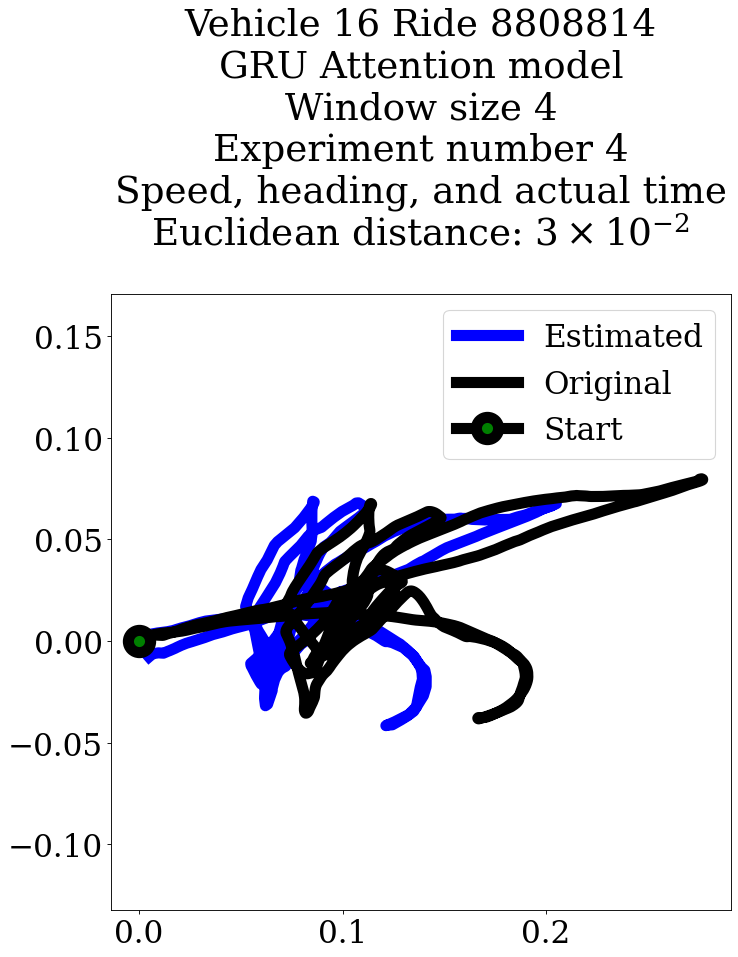 Vehicle 16 Ride 8808814
GRU Attention model
Window size 4
Experiment number 4
Speed, heading, and actual time
Euclidean distance: 3 × 10⁻²
Estimated
Original
Start
0.15
0.10
0.05
0.00
−0.05
−0.10
0.0
0.1
0.2